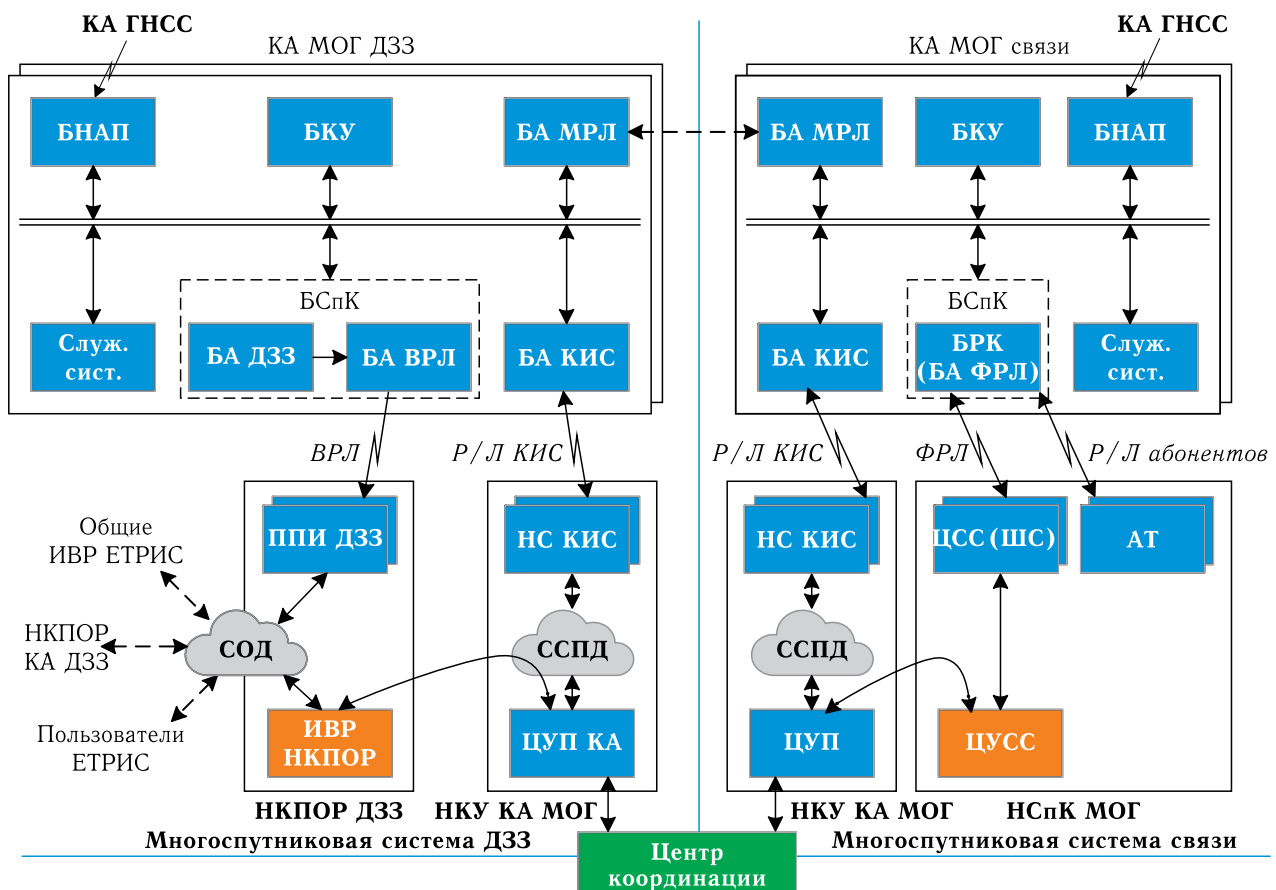 КА ГНСС
КА МОГ ДЗЗ
КА МОГ связи
КА ГНСС
БНАП
БКУ
БА МРЛ
БА МРЛ
БКУ
БНАП
БСпК
БСпК
Служ.
сист.
БА ДЗЗ
БА ВРЛ
БА КИС
БА КИС
БРК
(БА ФРЛ)
Служ.
сист.
ВРЛ
Р/Л КИС
Р/Л КИС
ФРЛ
Р/Л абонентов
ППИ ДЗЗ
НС КИС
НС КИС
ЦСС (ШС)
АТ
Общие
ИВР ЕТРИС
НКПОР
КА ДЗЗ
СОД
ССПД
ССПД
Пользователи
ЕТРИС
ИВР
НКПОР
ЦУП КА
ЦУП
ЦУСС
НКПОР ДЗЗ
НКУ КА МОГ
НКУ КА МОГ
НСпК МОГ
Многоспутниковая система ДЗЗ
Многоспутниковая система связи
Центр
координации